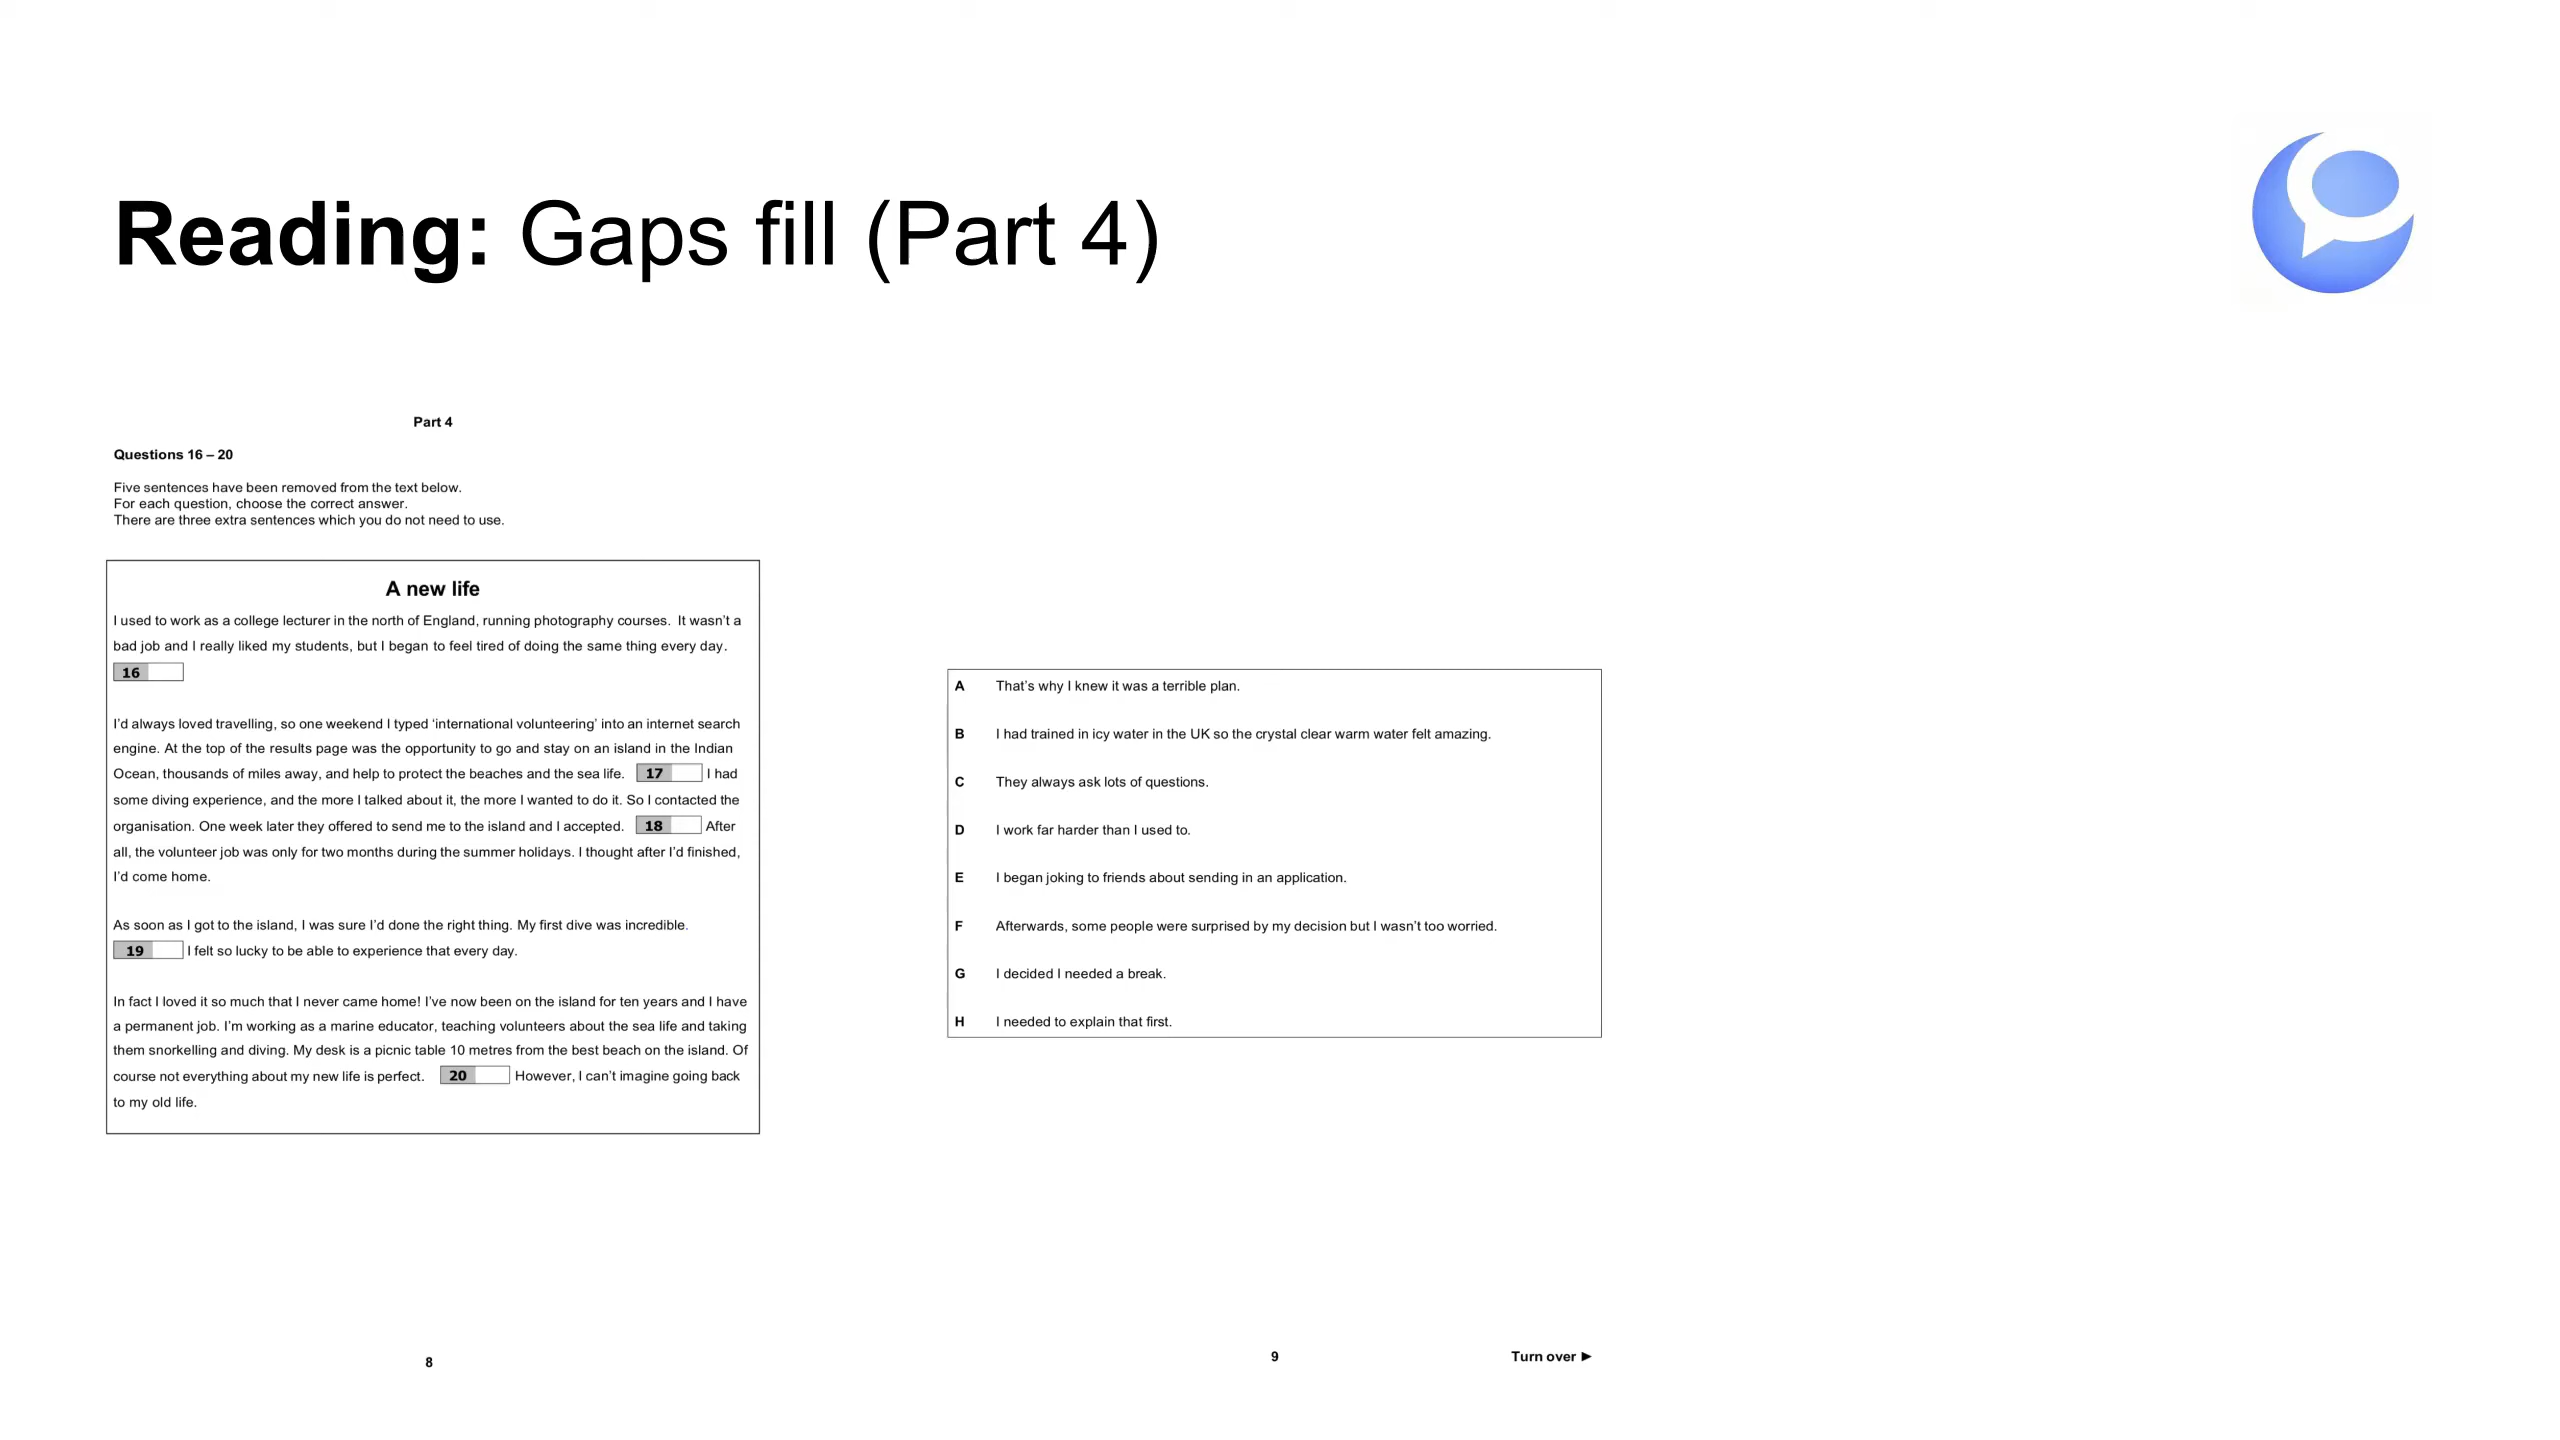 Reading: Gaps fill (Part 4)
Part 4
Questions 16 – 20
Five sentences have been removed from the text below.
For each question, choose the correct answer.
There are three extra sentences which you do not need to use.
A new life
I used to work as a college lecturer in the north of England, running photography courses. It wasn't a
bad job and I really liked my students, but I began to feel tired of doing the same thing every day.
16
I'd always loved travelling, so one weekend I typed 'international volunteering' into an internet search
engine. At the top of the results page was the opportunity to go and stay on an island in the Indian
Ocean, thousands of miles away, and help to protect the beaches and the sea life. 17 I had
some diving experience, and the more I talked about it, the more I wanted to do it. So I contacted the
organisation. One week later they offered to send me to the island and I accepted. 18 After
all, the volunteer job was only for two months during the summer holidays. I thought after I'd finished,
I'd come home.
As soon as I got to the island, I was sure I'd done the right thing. My first dive was incredible.
19 I felt so lucky to be able to experience that every day.
In fact I loved it so much that I never came home! I've now been on the island for ten years and I have
a permanent job. I'm working as a marine educator, teaching volunteers about the sea life and taking
them snorkelling and diving. My desk is a picnic table 10 metres from the best beach on the island. Of
course not everything about my new life is perfect. 20 However, I can't imagine going back
to my old life.
8
A That's why I knew it was a terrible plan.
B I had trained in icy water in the UK so the crystal clear warm water felt amazing.
C They always ask lots of questions.
D I work far harder than I used to.
E I began joking to friends about sending in an application.
F Afterwards, some people were surprised by my decision but I wasn't too worried.
G I decided I needed a break.
H I needed to explain that first.
9
Turn over ►